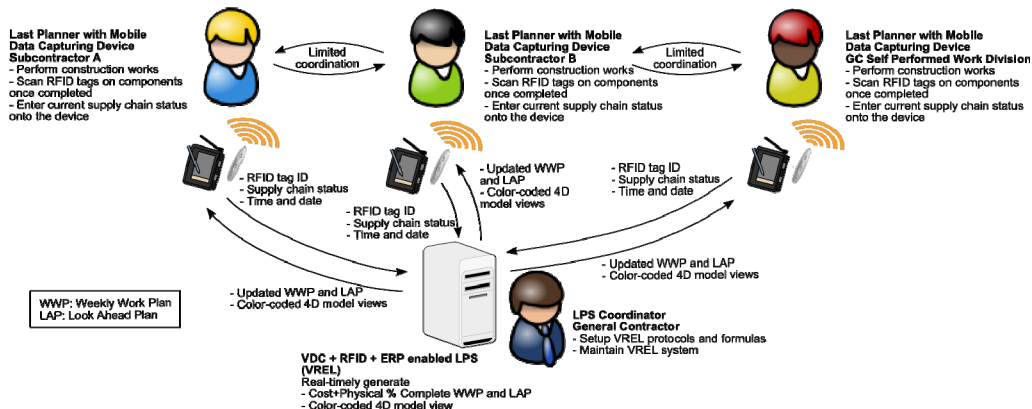 Last Planner with Mobile
Data Capturing Device
Subcontractor A
- Perform construction works
- Scan RFID tags on components
once completed
- Enter current supply chain status
onto the device
Limited
coordination
Last Planner with Mobile
Data Capturing Device
Subcontractor B
- Perform construction works
- Scan RFID tags on components
once completed
- Enter current supply chain status
onto the device
Limited
coordination
Last Planner with Mobile
Data Capturing Device
GC Self Performed Work Division
- Perform construction works
- Scan RFID tags on components
once completed
- Enter current supply chain status
onto the device
- RFID tag ID
- Supply chain status
- Time and date
- RFID tag ID
- Supply chain status
- Time and date
- Updated WWP
and LAP
- Color-coded 4D
model views
- RFID tag ID
- Supply chain status
- Time and date
- Updated WWP and LAP
- Color-coded 4D model views
- Updated WWP and LAP
- Color-coded 4D model views
WWP: Weekly Work Plan
LAP: Look Ahead Plan
LPS Coordinator
General Contractor
- Setup VREL protocols and formulas
- Maintain VREL system
VDC + RFID + ERP enabled LPS
(VREL)
Real-timely generate
- Cost+Physical % Complete WWP and LAP
- Color-coded 4D model view